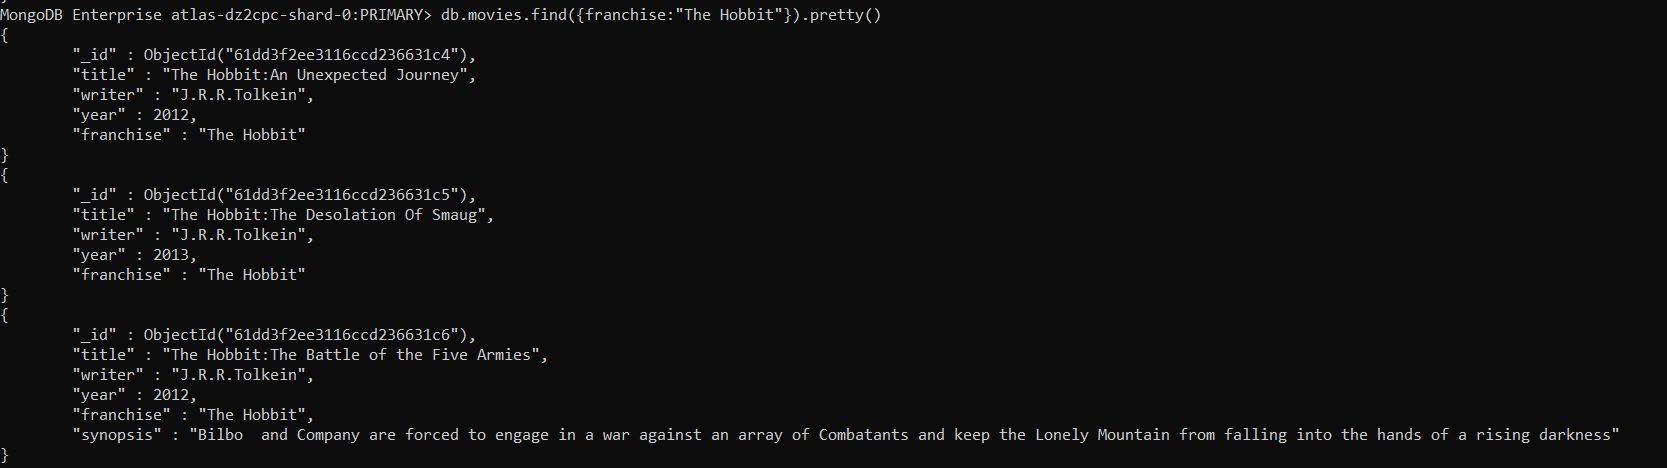 MongoDB Enterprise atlas-dz2cpc-shard-0:PRIMARY> db.movies.find({franchise:"The Hobbit"}).pretty()
{
"_id" : ObjectId("61dd3f2ee3116ccd236631c4"),
"title" : "The Hobbit:An Unexpected Journey",
"writer" : "J.R.R.Tolkein",
"year" : 2012,
"franchise" : "The Hobbit"
}
{
"_id" : ObjectId("61dd3f2ee3116ccd236631c5"),
"title" : "The Hobbit:The Desolation Of Smaug",
"writer" : "J.R.R.Tolkein",
"year" : 2013,
"franchise" : "The Hobbit"
}
{
"_id" : ObjectId("61dd3f2ee3116ccd236631c6"),
"title" : "The Hobbit:The Battle of the Five Armies",
"writer" : "J.R.R.Tolkein",
"year" : 2012,
"franchise" : "The Hobbit",
"synopsis" : "Bilbo  and Company are forced to engage in a war against an array of Combatants and keep the Lonely Mountain from falling into the hands of a rising darkness"
}